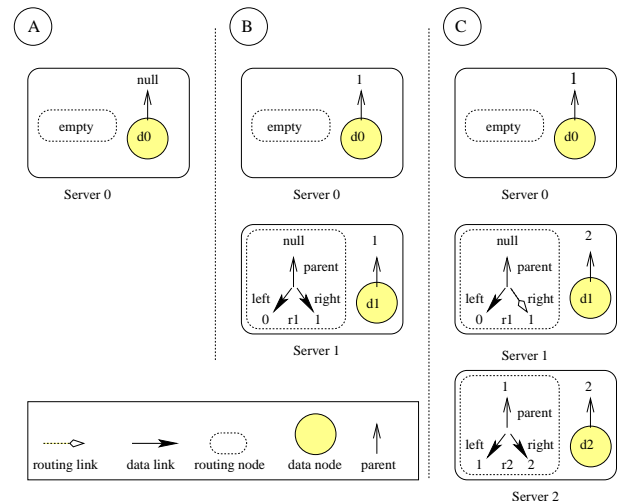 A
B
C
null
empty
d0
Server 0
1
empty
d0
Server 0
null
parent
left
right
0
r1
1
1
d1
Server 1
1
empty
d0
Server 0
null
parent
left
right
0
r1
1
2
d1
Server 1
1
parent
left
right
1
r2
2
2
d2
Server 2
routing link
data link
routing node
data node
parent